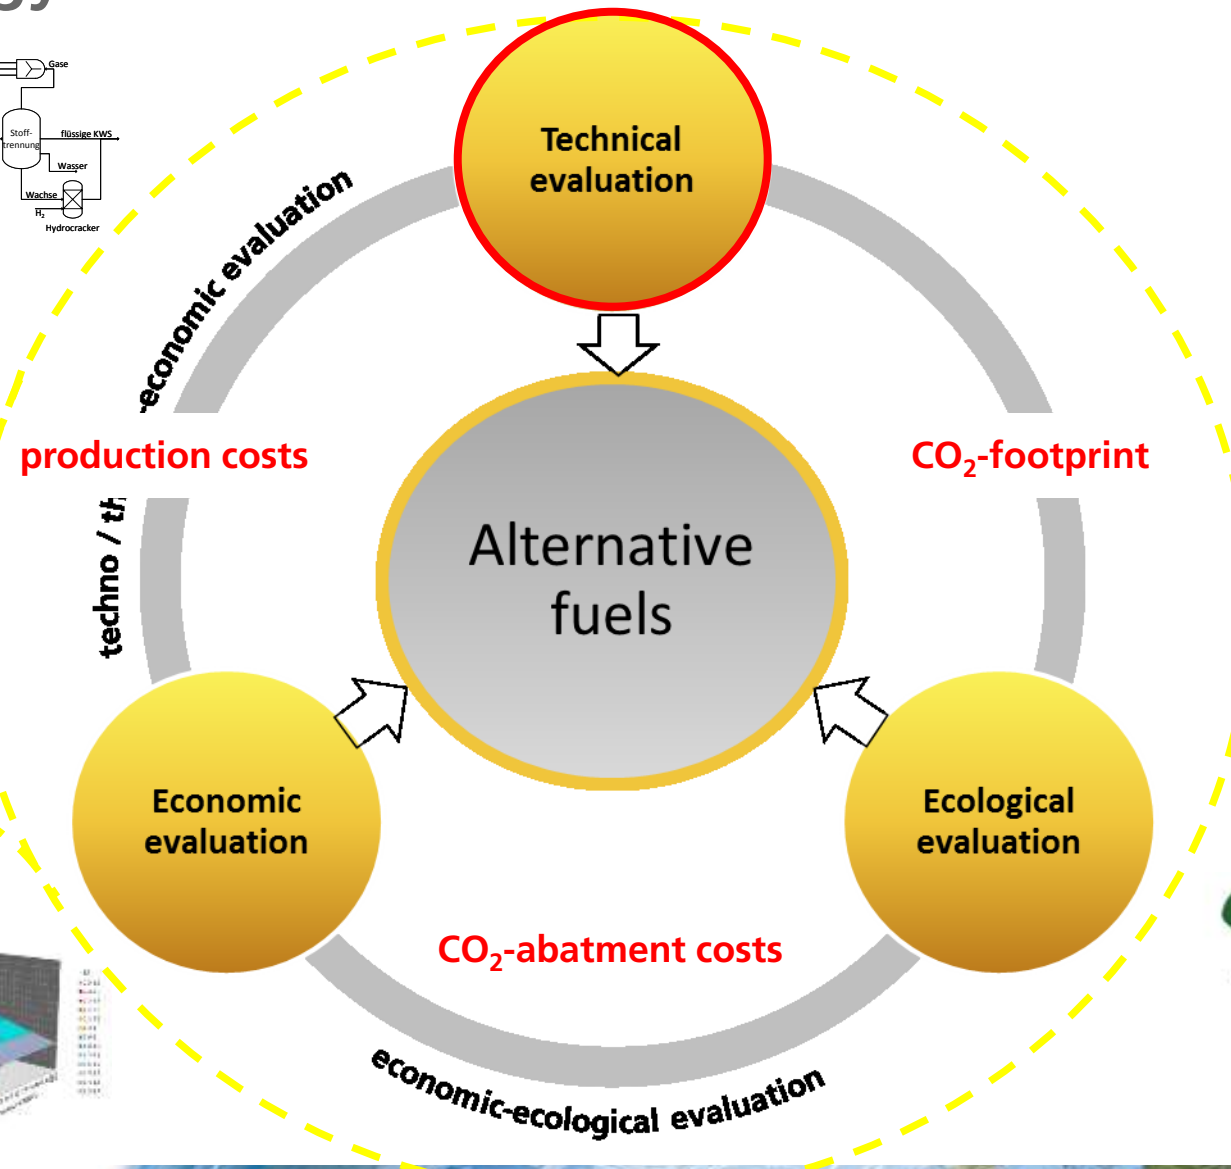 gy
Gase
Stoff-
trennung
flüssige KWS
Wasser
Wachse
H₂
Hydrocracker
Technical
evaluation
-economic evaluation
production costs
CO₂-footprint
techno / th
Alternative
fuels
Economic
evaluation
Ecological
evaluation
CO₂-abatment costs
economic-ecological evaluation